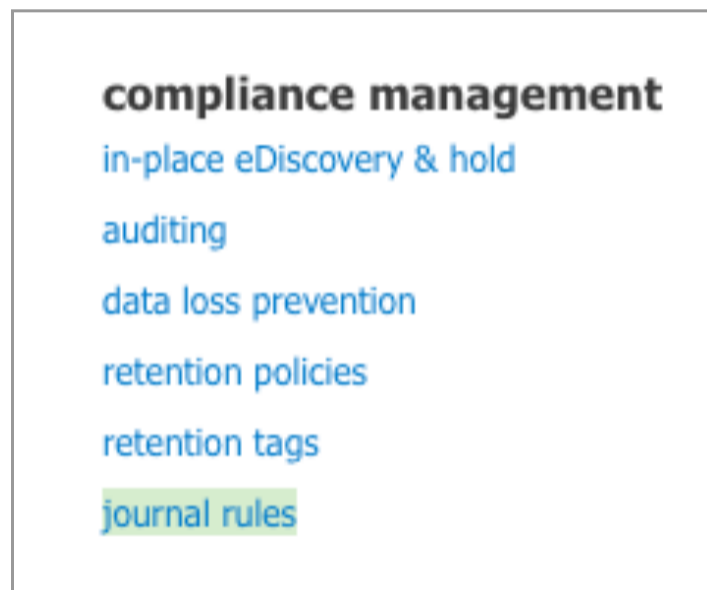 compliance management
in-place eDiscovery & hold
auditing
data loss prevention
retention policies
retention tags
journal rules